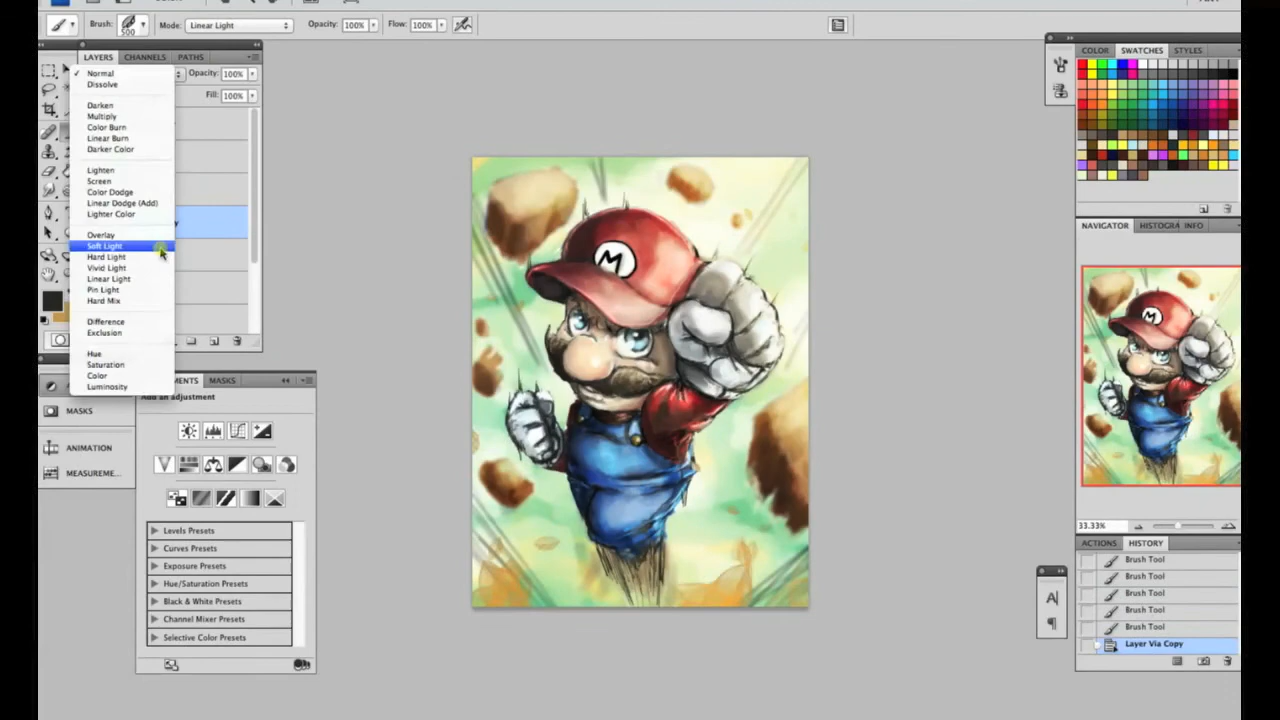 Brush: 500 Mode: Linear Light Opacity: 100% Flow: 100%
LAYERS CHANNELS PATHS
Normal
Opacity: 100%
Dissolve
Fill: 100%
Darken
Multiply
Color Burn
Linear Burn
Darker Color
Lighten
Screen
Color Dodge
Linear Dodge (Add)
Lighter Color
Overlay
Soft Light
Hard Light
Vivid Light
Linear Light
Pin Light
Hard Mix
Difference
Exclusion
Hue
Saturation
Color
Luminosity
MENTS MASKS
Add an adjustment
MASKS
ANIMATION
MEASUREME...
Levels Presets
Curves Presets
Exposure Presets
Hue/Saturation Presets
Black & White Presets
Channel Mixer Presets
Selective Color Presets
M
COLOR SWATCHES STYLES
NAVIGATOR HISTOGRA INFO
M
33.33%
ACTIONS HISTORY
Brush Tool
Brush Tool
Brush Tool
Brush Tool
Brush Tool
Layer Via Copy
A